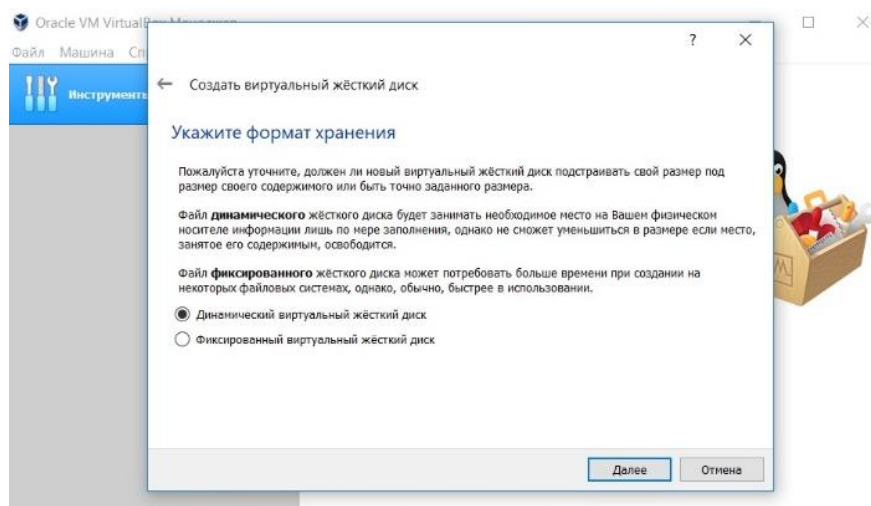 Oracle VM VirtualBox Менеджер
?
Файл Машина
Инструменты
← Создать виртуальный жёсткий диск
Укажите формат хранения
Пожалуйста уточните, должен ли новый виртуальный жёсткий диск подстраивать свой размер под
размер своего содержимого или быть точно заданного размера.
Файл динамического жёсткого диска будет занимать необходимое место на Вашем физическом
носителе информации лишь по мере заполнения, однако не сможет уменьшиться в размере если место,
занятое его содержимым, освободится.
Файл фиксированного жёсткого диска может потребовать больше времени при создании на
некоторых файловых системах, однако, обычно, быстрее в использовании.
Динамический виртуальный жёсткий диск
Фиксированный виртуальный жёсткий диск
Далее Отмена